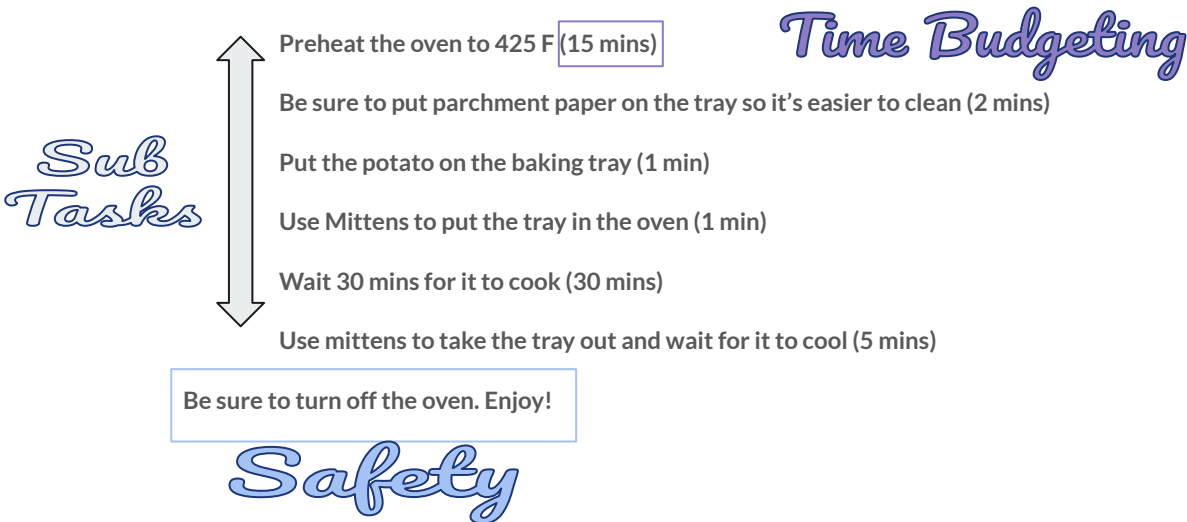 Time Budgeting
Preheat the oven to 425 F (15 mins)
Be sure to put parchment paper on the tray so it’s easier to clean (2 mins)
Sub
Tasks
Put the potato on the baking tray (1 min)
Use Mittens to put the tray in the oven (1 min)
Wait 30 mins for it to cook (30 mins)
Use mittens to take the tray out and wait for it to cool (5 mins)
Be sure to turn off the oven. Enjoy!
Safety